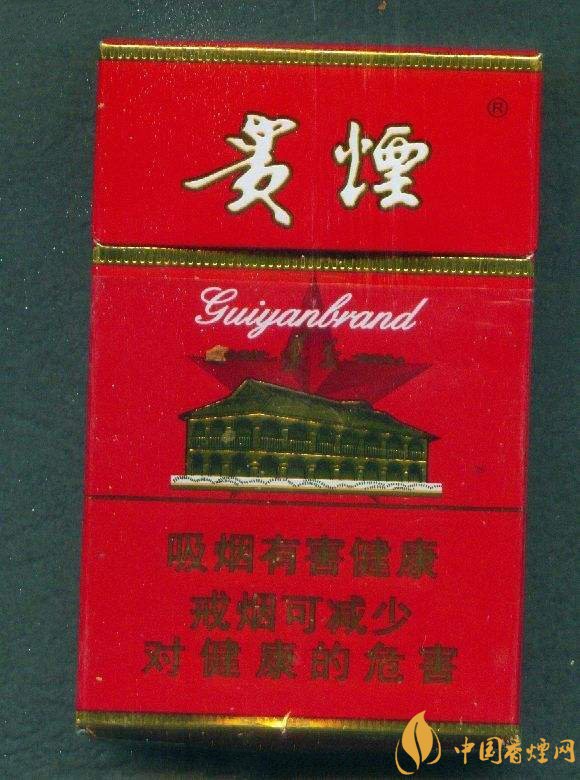 ®
贵煙
Guiyanbrand
吸烟有害健康
戒烟可减少
对健康的危害
中国香烟网